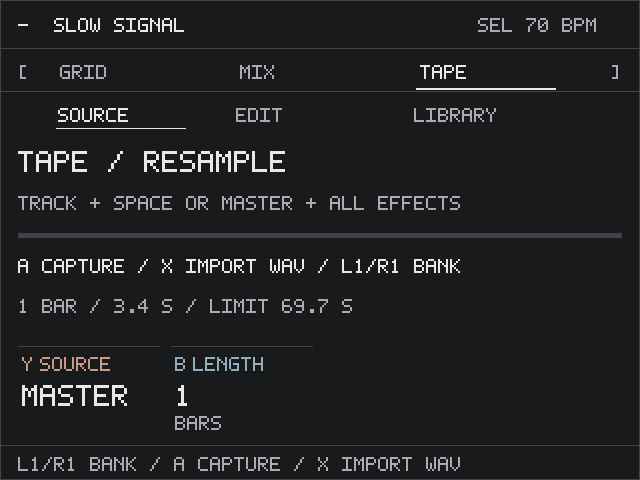 — SLOW SIGNAL SEL 70 BPM
[ GRID MIX TAPE ]
SOURCE EDIT LIBRARY
TAPE / RESAMPLE
TRACK + SPACE OR MASTER + ALL EFFECTS
A CAPTURE / X IMPORT WAV / L1/R1 BANK
1 BAR / 3.4 S / LIMIT 69.7 S
Y SOURCE B LENGTH
MASTER 1
BARS
L1/R1 BANK / A CAPTURE / X IMPORT WAV